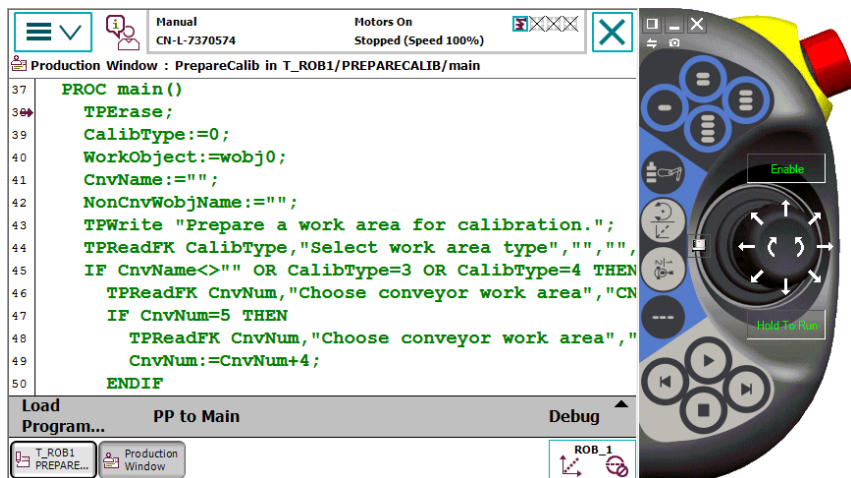 Manual
Motors On
CN-L-7370574
Stopped (Speed 100%)
Production Window : PrepareCalib in T_ROB1/PREPARECALIB/main
37 PROC main()
38 TPErase;
39 CalibType:=0;
40 WorkObject:=wobj0;
41 CnvName:="";
42 NonCnvWobjName:="";
43 TPWrite "Prepare a work area for calibration.";
44 TPReadFK CalibType,"Select work area type","","",
45 IF CnvName<>"" OR CalibType=3 OR CalibType=4 THEN
46 TPReadFK CnvNum,"Choose conveyor work area","CN
47 IF CnvNum=5 THEN
48 TPReadFK CnvNum,"Choose conveyor work area","
49 CnvNum:=CnvNum+4;
50 ENDIF
Load
Program...
PP to Main
Debug
T_ROB1
PREPARE...
Production
Window
ROB_1
Enable
Hold To Run